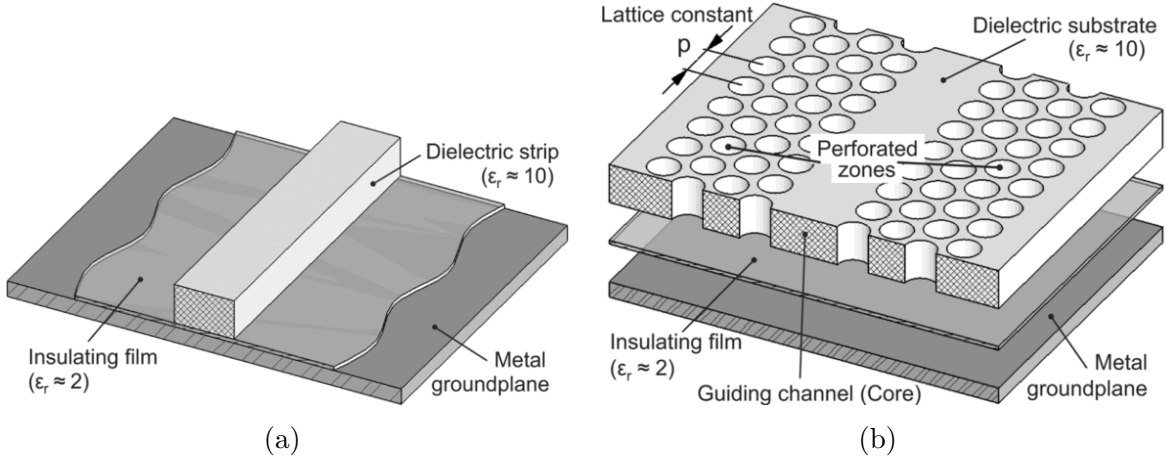 Dielectric strip
(εr ≈ 10)
Insulating film
(εr ≈ 2)
Metal
groundplane
(a)
Lattice constant
p
Dielectric substrate
(εr ≈ 10)
Perforated
zones
Insulating film
(εr ≈ 2)
Guiding channel (Core)
Metal
groundplane
(b)